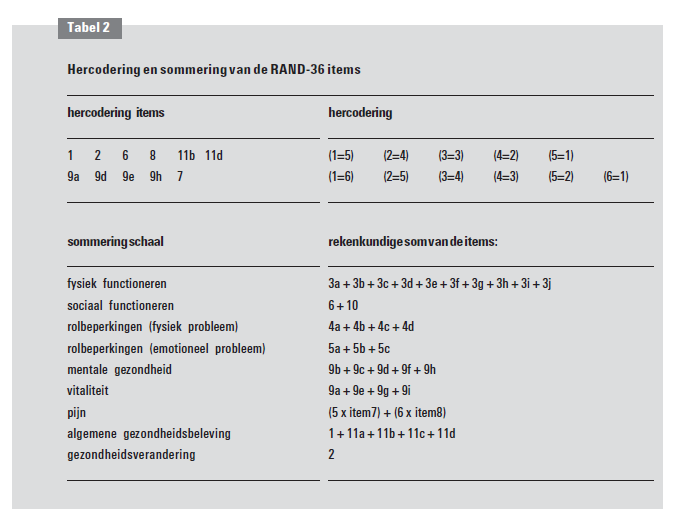 Tabel 2
Hercodering en sommering van de RAND-36 items
hercodering items hercodering
1 2 6 8 11b 11d (1=5) (2=4) (3=3) (4=2) (5=1)
9a 9d 9e 9h 7 (1=6) (2=5) (3=4) (4=3) (5=2) (6=1)
sommering schaal rekenkundige som van de items:
fysiek functioneren 3a + 3b + 3c + 3d + 3e + 3f + 3g + 3h + 3i + 3j
sociaal functioneren 6 + 10
rolbeperkingen (fysiek probleem) 4a + 4b + 4c + 4d
rolbeperkingen (emotioneel probleem) 5a + 5b + 5c
mentale gezondheid 9b + 9c + 9d + 9f + 9h
vitaliteit 9a + 9e + 9g + 9i
pijn (5 x item7) + (6 x item8)
algemene gezondheidsbeleving 1 + 11a + 11b + 11c + 11d
gezondheidsverandering 2